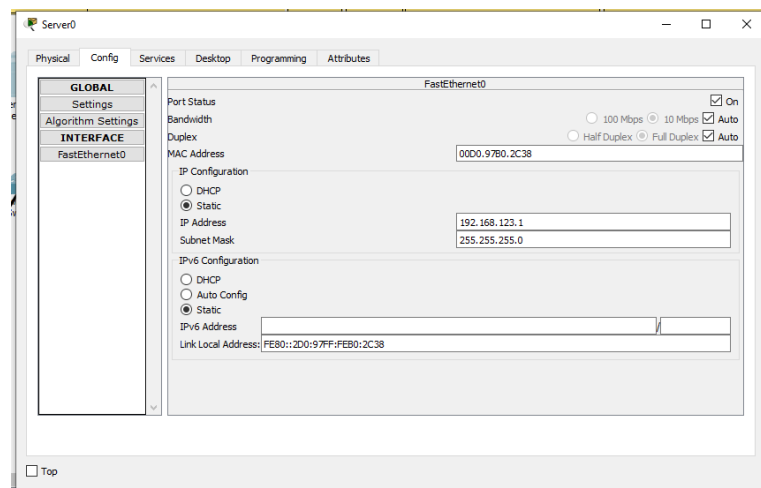 Server0
Physical Config Services Desktop Programming Attributes
GLOBAL
Settings
Algorithm Settings
INTERFACE
FastEthernet0
FastEthernet0
Port Status On
Bandwidth 100 Mbps 10 Mbps Auto
Duplex Half Duplex Full Duplex Auto
MAC Address 00D0.97B0.2C38
IP Configuration
DHCP
Static
IP Address 192.168.123.1
Subnet Mask 255.255.255.0
IPv6 Configuration
DHCP
Auto Config
Static
IPv6 Address /
Link Local Address: FE80::2D0:97FF:FEB0:2C38
Top